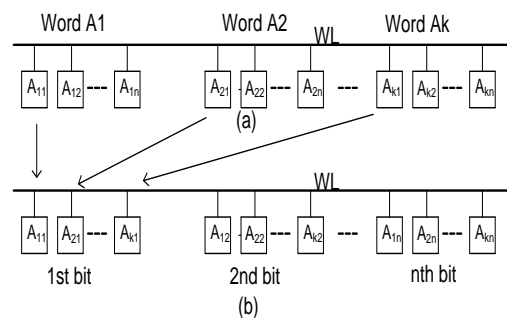 Word A1 Word A2 WL Word Ak
A11 A12 --- A1n A21 A22 --- A2n --- Ak1 Ak2 --- Akn
(a)
WL
A11 A21 --- Ak1 A12 A22 --- Ak2 --- A1n A2n --- Akn
1st bit 2nd bit nth bit
(b)